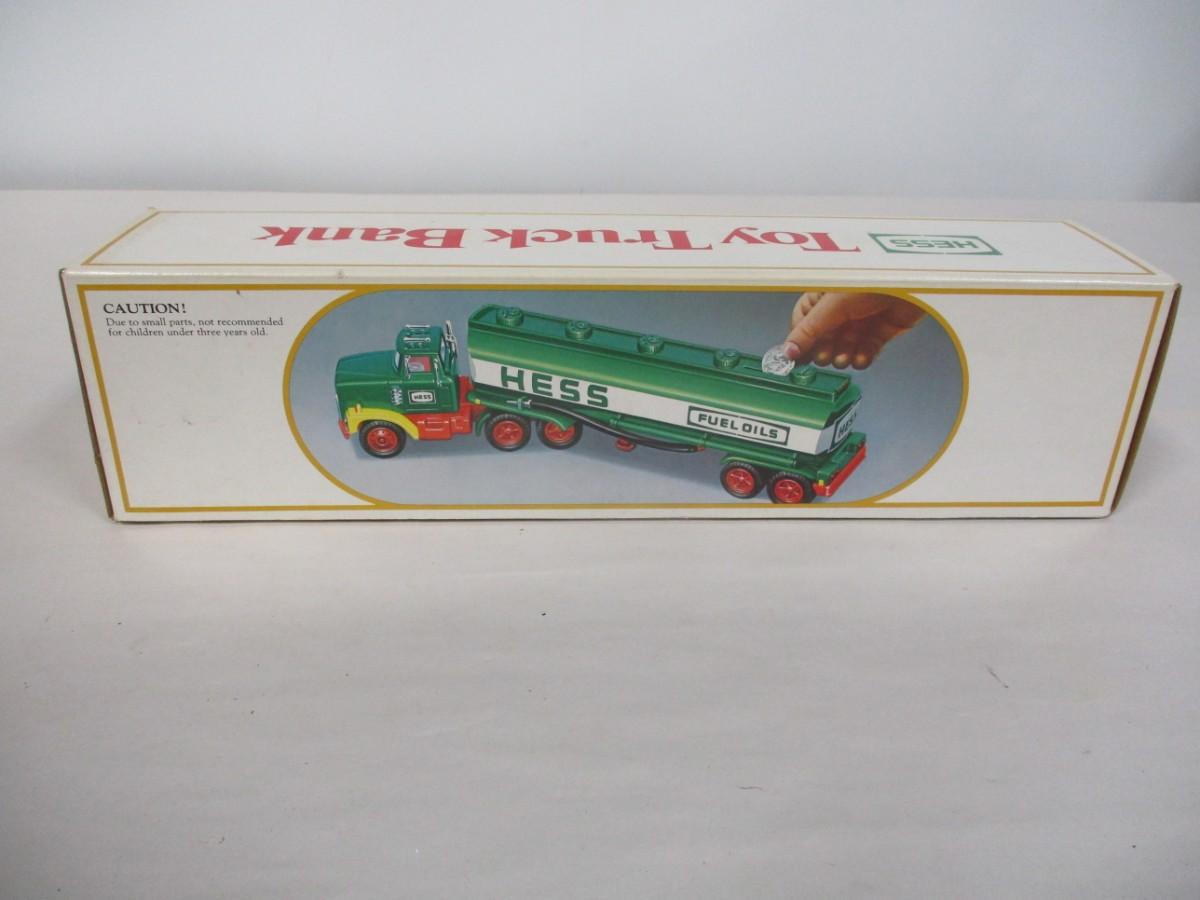 HESS Toy Truck Bank
CAUTION!
Due to small parts, not recommended
for children under three years old.
HESS
HESS
FUEL OILS
HESS